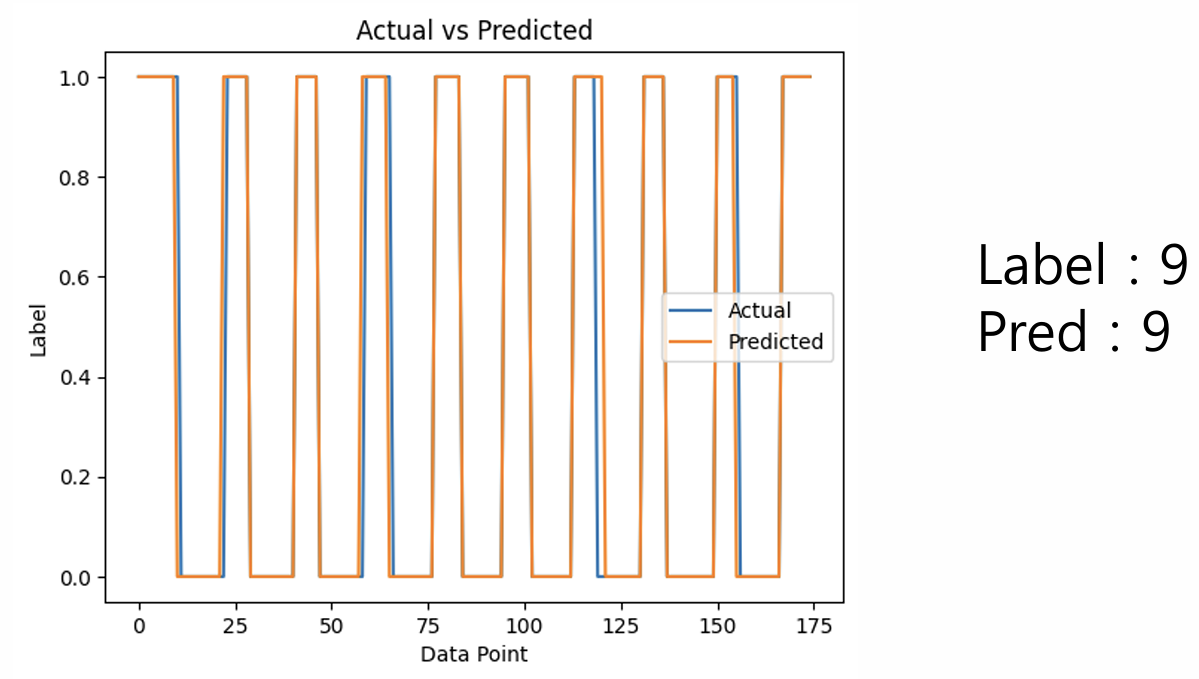 Actual vs Predicted
1.0
0.8
0.6
0.4
0.2
0.0
Label
Actual
Predicted
0 25 50 75 100 125 150 175
Data Point
Label : 9
Pred : 9